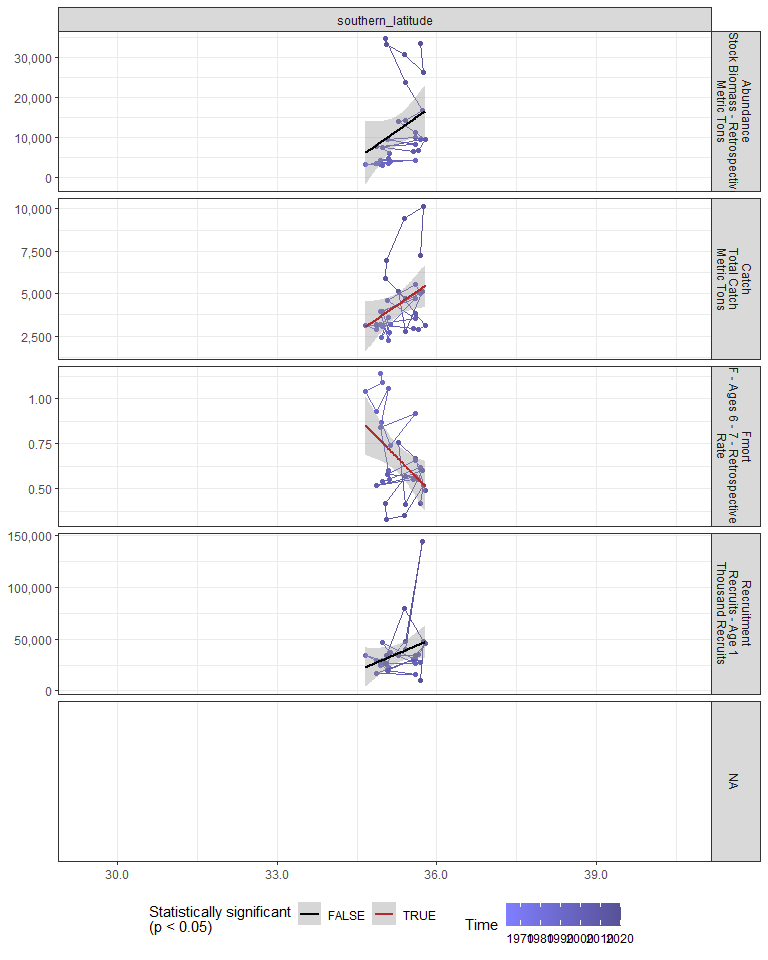 southern_latitude
30,000
20,000
10,000
0
Abundance
Stock Biomass - Retrospectiv
Metric Tons
10,000
7,500
5,000
2,500
Catch
Total Catch
Metric Tons
1.00
0.75
0.50
Fmort
F - Ages 6 - 7 - Retrospective
Rate
150,000
100,000
50,000
0
Recruitment
Recruits - Age 1
Thousand Recruits
NA
30.0 33.0 36.0 39.0
Statistically significant
(p < 0.05)
FALSE TRUE
Time
1970 1980 1990 2000 2010 2020